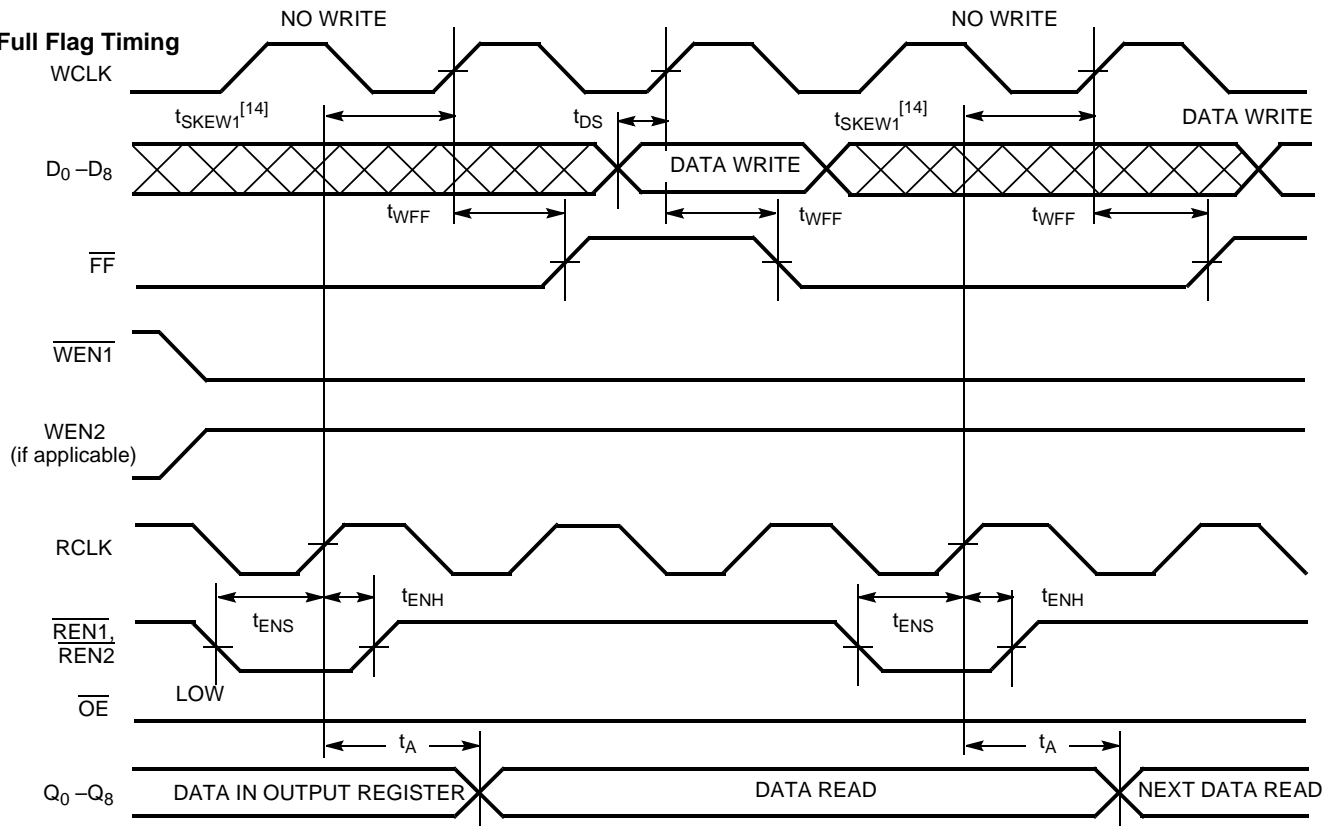 NO WRITE NO WRITE
Full Flag Timing
WCLK
tSKEW1[14] tDS tSKEW1[14] DATA WRITE
D0 –D8 DATA WRITE
tWFF tWFF tWFF
FF
WEN1
WEN2
(if applicable)
RCLK
tENH tENH
REN1, tENS tENS
REN2
LOW
OE
tA tA
Q0 –Q8 DATA IN OUTPUT REGISTER DATA READ NEXT DATA READ